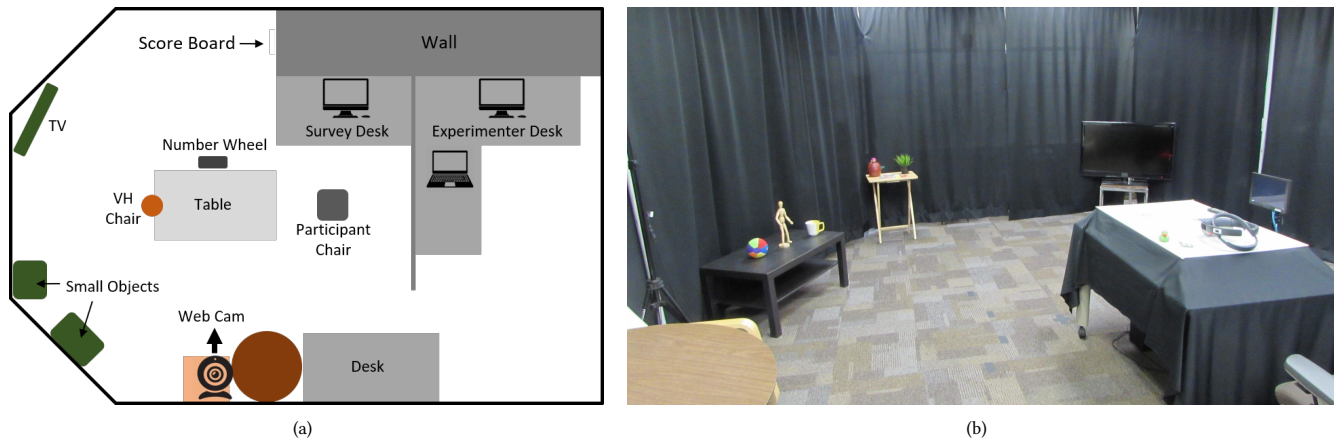 Score Board
Wall
TV
Survey Desk
Experimenter Desk
Number Wheel
VH
Chair
Table
Participant
Chair
Small Objects
Web Cam
Desk
(a)
(b)